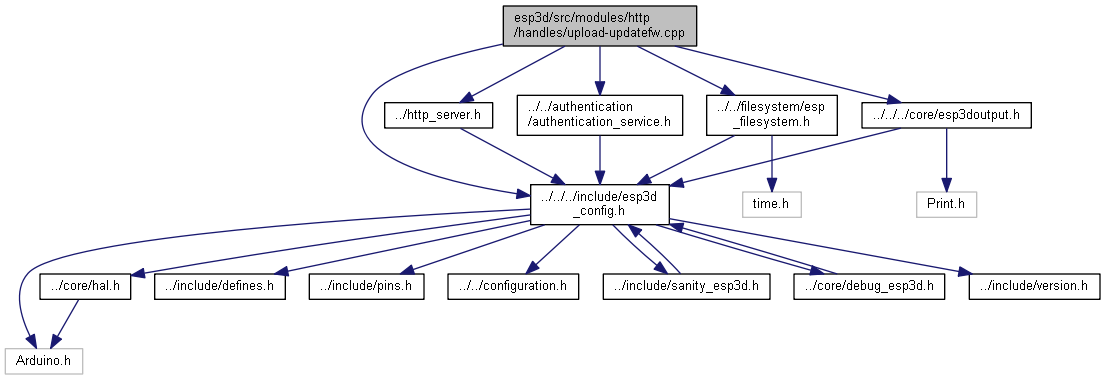 esp3d/src/modules/http
/handles/upload-updatefw.cpp
../http_server.h
../../authentication
/authentication_service.h
../../filesystem/esp
_filesystem.h
../../../core/esp3doutput.h
../../../include/esp3d
_config.h
time.h
Print.h
../core/hal.h
../include/defines.h
../include/pins.h
../../configuration.h
../include/sanity_esp3d.h
../core/debug_esp3d.h
../include/version.h
Arduino.h